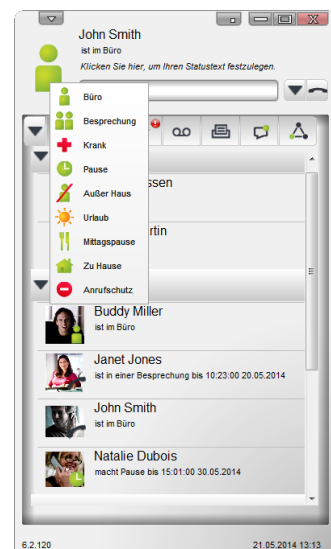 John Smith
ist im Büro
Klicken Sie hier, um Ihren Statustext festzulegen.
Büro
Besprechung
Krank
Pause
Außer Haus
Urlaub
Mittagspause
Zu Hause
Anrufschutz
ssen
rtin
Buddy Miller
ist im Büro
Janet Jones
ist in einer Besprechung bis 10:23:00 20.05.2014
John Smith
ist im Büro
Natalie Dubois
macht Pause bis 15:01:00 30.05.2014
6.2.120
21.05.2014 13:13